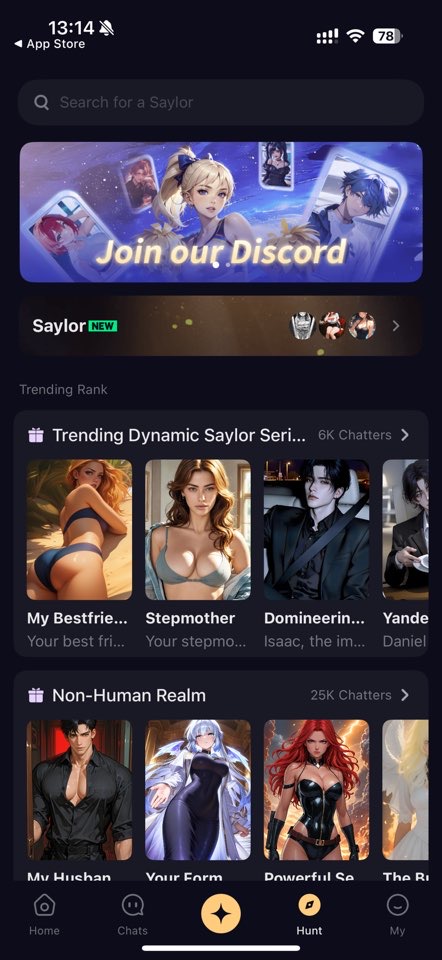 13:14
78
App Store
Search for a Saylor
Join our Discord
Saylor NEW
Trending Rank
Trending Dynamic Saylor Seri... 6K Chatters
My Bestfrie... Stepmother Domineerin... Yande
Your best fri... Your stepmo... Isaac, the im... Daniel
Non-Human Realm 25K Chatters
My Husban Your Form Powerful Se The Bu
Home Chats Hunt My